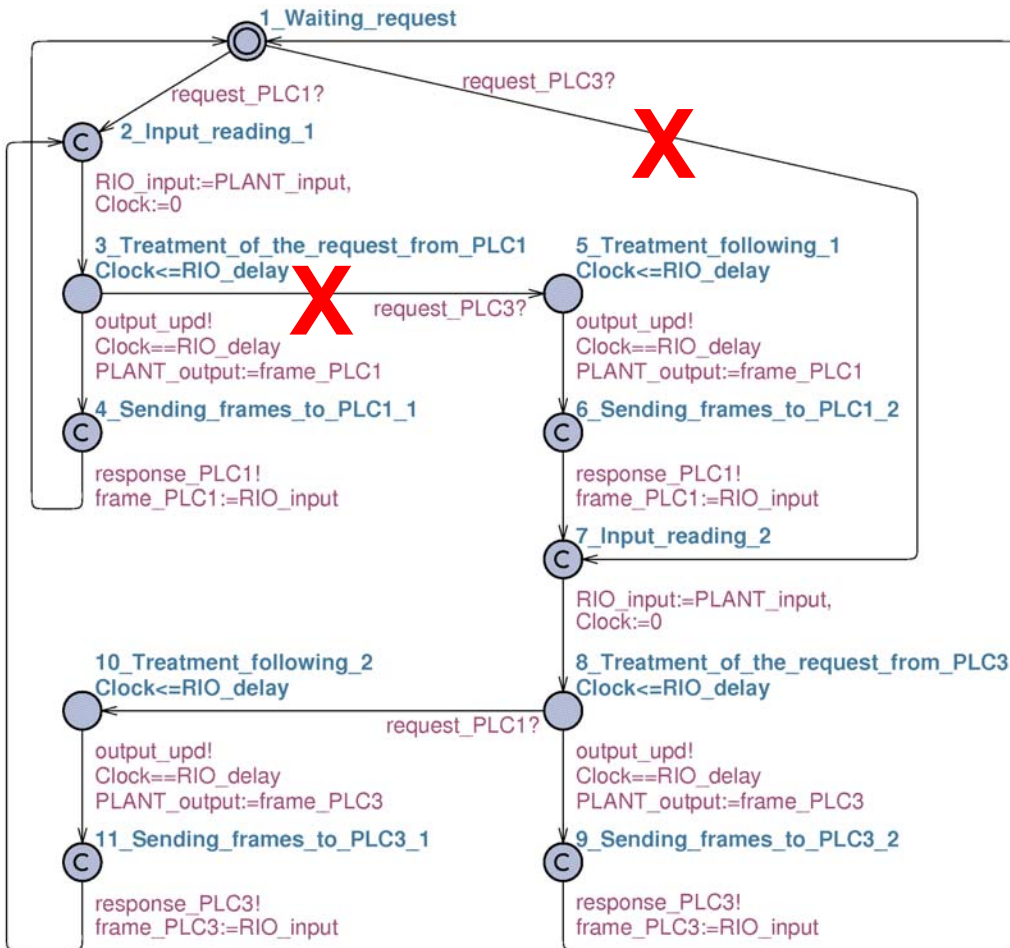 1_Waiting_request
request_PLC1?
request_PLC3?
X
2_Input_reading_1
C
RIO_input:=PLANT_input,
Clock:=0
3_Treatment_of_the_request_from_PLC1
Clock<=RIO_delay
X
request_PLC3?
5_Treatment_following_1
Clock<=RIO_delay
output_upd!
Clock==RIO_delay
PLANT_output:=frame_PLC1
output_upd!
Clock==RIO_delay
PLANT_output:=frame_PLC1
4_Sending_frames_to_PLC1_1
C
6_Sending_frames_to_PLC1_2
C
response_PLC1!
frame_PLC1:=RIO_input
response_PLC1!
frame_PLC1:=RIO_input
7_Input_reading_2
C
RIO_input:=PLANT_input,
Clock:=0
10_Treatment_following_2
Clock<=RIO_delay
8_Treatment_of_the_request_from_PLC3
Clock<=RIO_delay
request_PLC1?
output_upd!
Clock==RIO_delay
PLANT_output:=frame_PLC3
output_upd!
Clock==RIO_delay
PLANT_output:=frame_PLC3
11_Sending_frames_to_PLC3_1
C
9_Sending_frames_to_PLC3_2
C
response_PLC3!
frame_PLC3:=RIO_input
response_PLC3!
frame_PLC3:=RIO_input